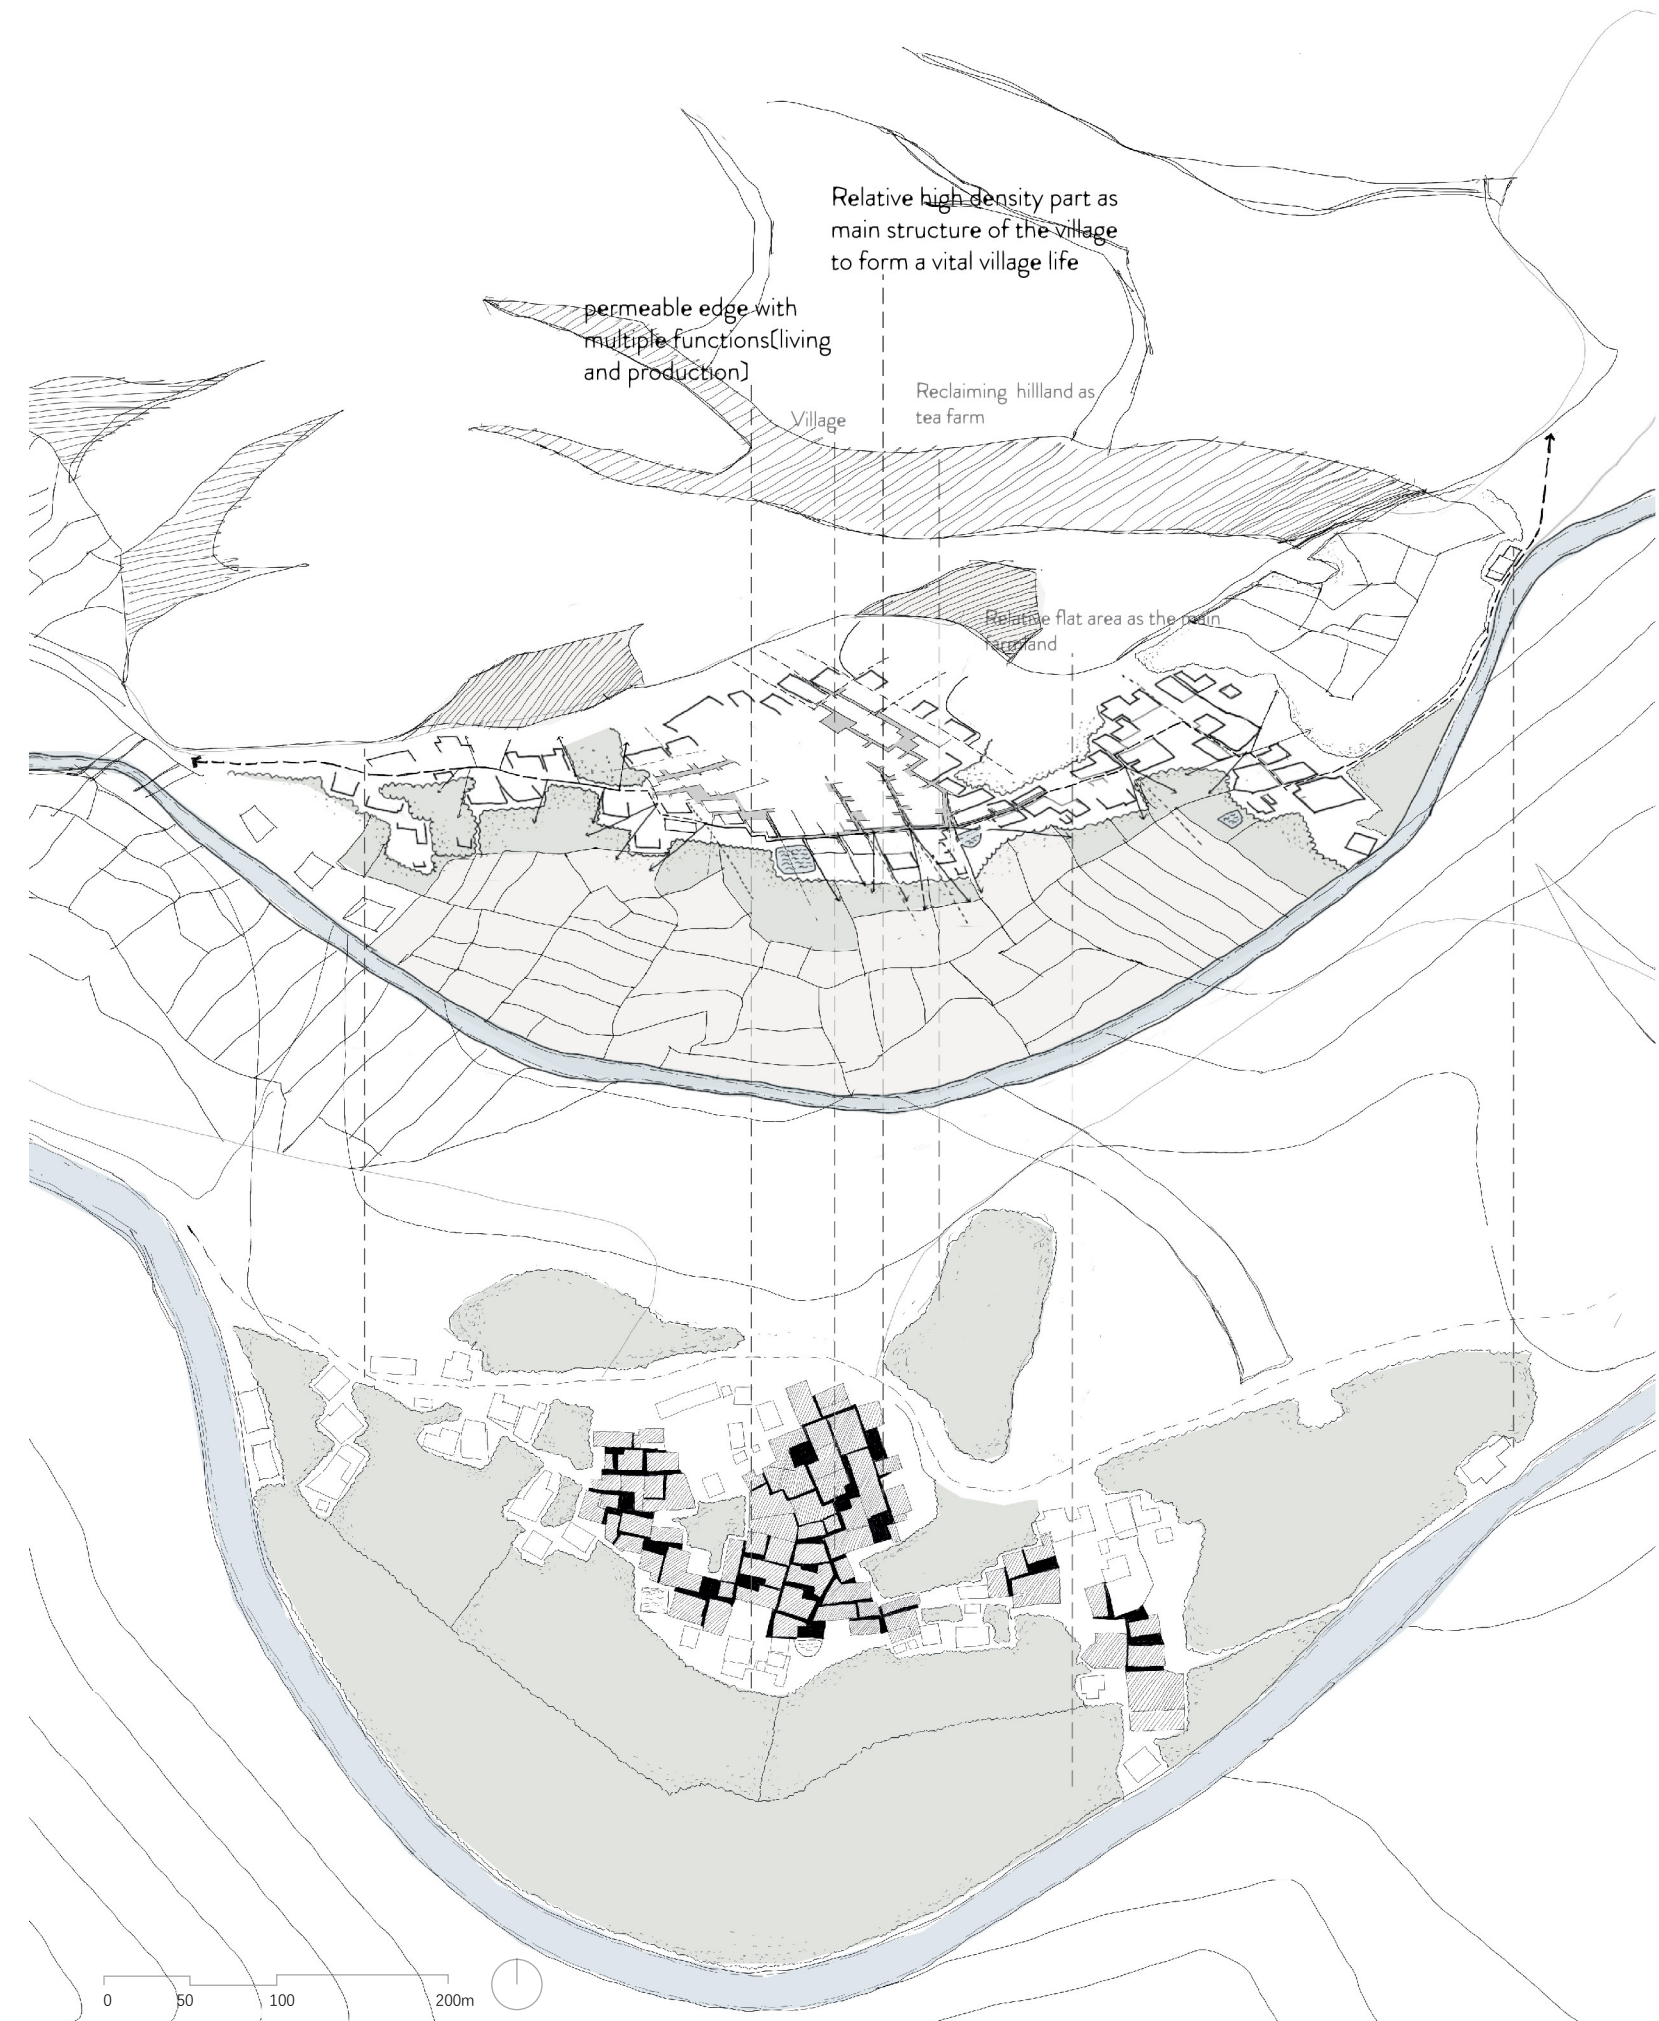 Relative high density part as
main structure of the village
to form a vital village life
permeable edge with
multiple functions[living
and production]
Village
Reclaiming hillland as
tea farm
Relative flat area as the main
farmland
0 50 100 200m